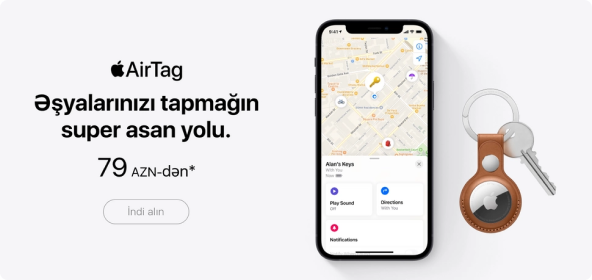 AirTag
Əşyalarınızı tapmağın
super asan yolu.
79 AZN-dən*
İndi alın
9:41
Alan's Keys
With You
Now
Play Sound
Off
Directions
With You
Notifications